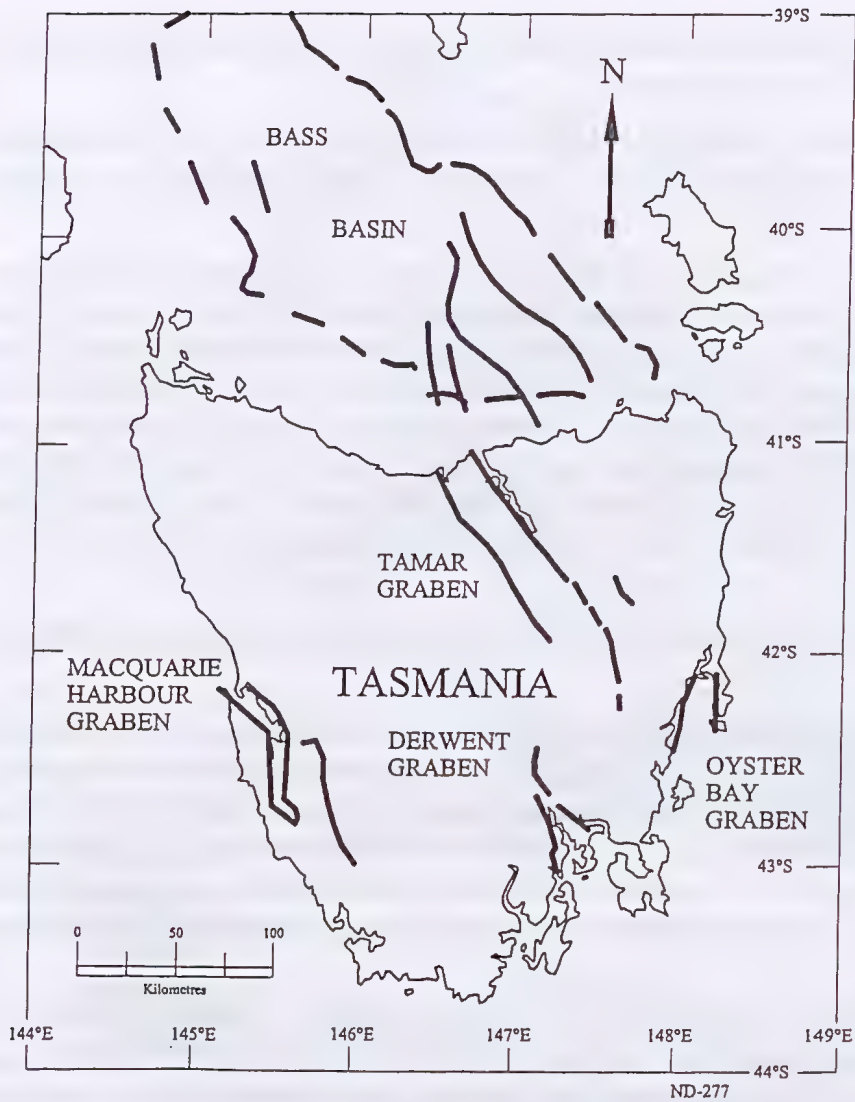 39°S
N
BASS
BASIN
40°S
41°S
TAMAR
GRABEN
42°S
MACQUARIE
HARBOUR
GRABEN
TASMANIA
DERWENT
GRABEN
OYSTER
BAY
GRABEN
43°S
0 50 100
Kilometres
144°E 145°E 146°E 147°E 148°E 149°E
44°S
ND-277